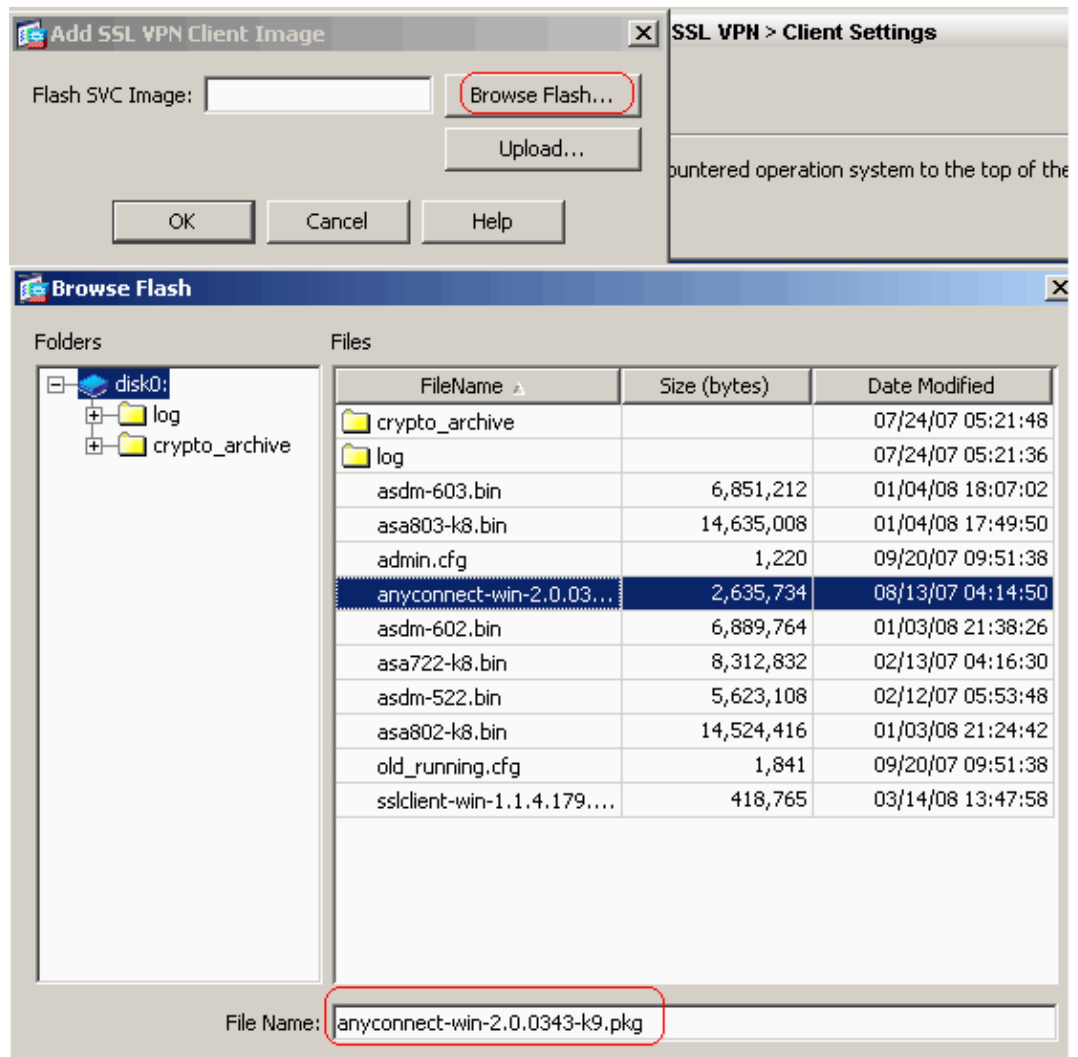 Add SSL VPN Client Image
SSL VPN > Client Settings
Flash SVC Image:
Browse Flash...
Upload...
ountered operation system to the top of the
OK Cancel Help
Browse Flash
Folders
Files
disk0:
log
crypto_archive
FileName Size (bytes) Date Modified
crypto_archive 07/24/07 05:21:48
log 07/24/07 05:21:36
asdm-603.bin 6,851,212 01/04/08 18:07:02
asa803-k8.bin 14,635,008 01/04/08 17:49:50
admin.cfg 1,220 09/20/07 09:51:38
anyconnect-win-2.0.03... 2,635,734 08/13/07 04:14:50
asdm-602.bin 6,889,764 01/03/08 21:38:26
asa722-k8.bin 8,312,832 02/13/07 04:16:30
asdm-522.bin 5,623,108 02/12/07 05:53:48
asa802-k8.bin 14,524,416 01/03/08 21:24:42
old_running.cfg 1,841 09/20/07 09:51:38
sslclient-win-1.1.4.179.... 418,765 03/14/08 13:47:58
File Name: anyconnect-win-2.0.0343-k9.pkg